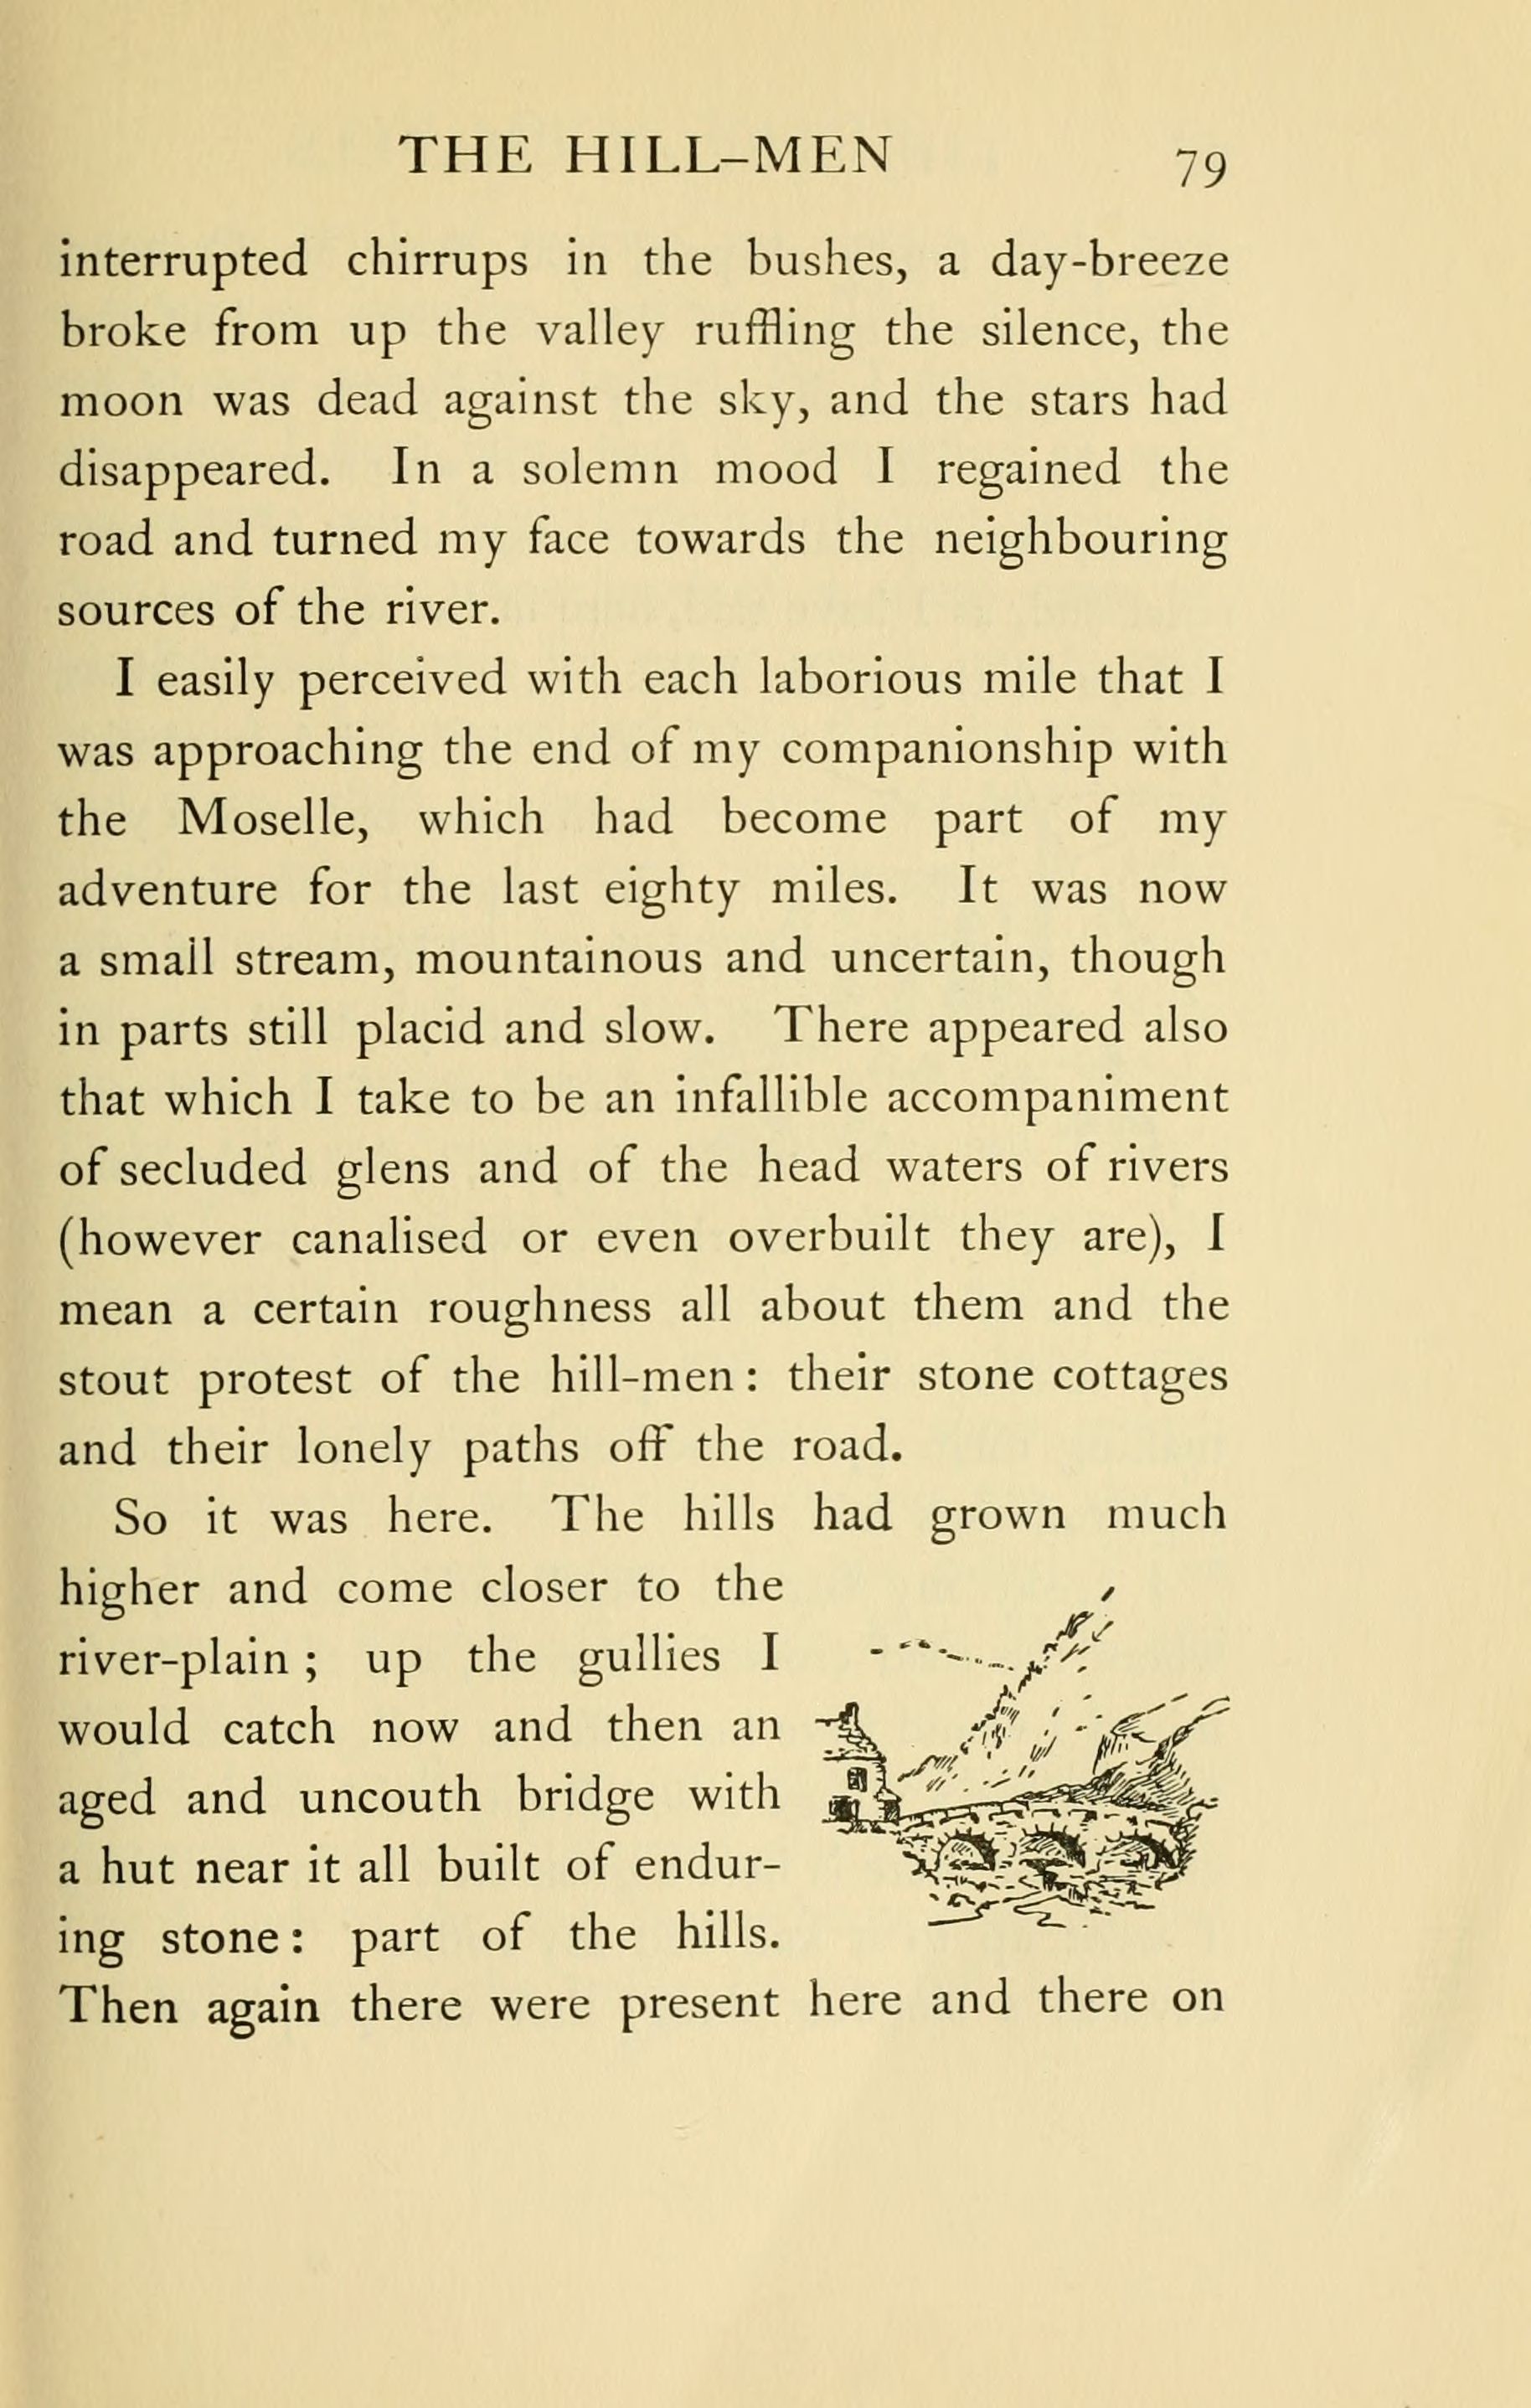 THE HILL-MEN 79
interrupted chirrups in the bushes, a day-breeze
broke from up the valley ruffling the silence, the
moon was dead against the sky, and the stars had
disappeared. In a solemn mood I regained the
road and turned my face towards the neighbouring
sources of the river.
I easily perceived with each laborious mile that I
was approaching the end of my companionship with
the Moselle, which had become part of my
adventure for the last eighty miles. It was now
a small stream, mountainous and uncertain, though
in parts still placid and slow. There appeared also
that which I take to be an infallible accompaniment
of secluded glens and of the head waters of rivers
(however canalised or even overbuilt they are), I
mean a certain roughness all about them and the
stout protest of the hill-men: their stone cottages
and their lonely paths off the road.
So it was here. The hills had grown much
higher and come closer to the
river-plain; up the gullies I
would catch now and then an
aged and uncouth bridge with
a hut near it all built of endur-
ing stone: part of the hills.
Then again there were present here and there on